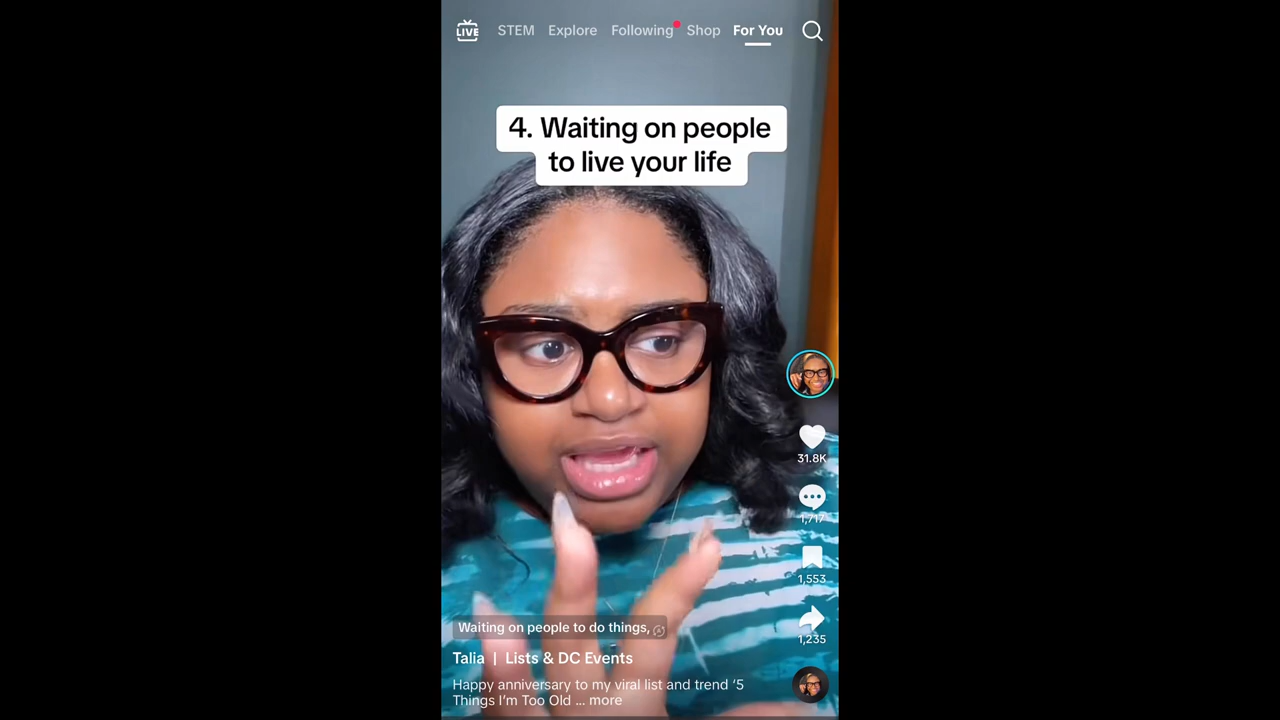 LIVE
STEM Explore Following Shop For You
4. Waiting on people
to live your life
31.8K
1,717
1,553
1,235
Waiting on people to do things,
Talia | Lists & DC Events
Happy anniversary to my viral list and trend ‘5
Things I’m Too Old ... more